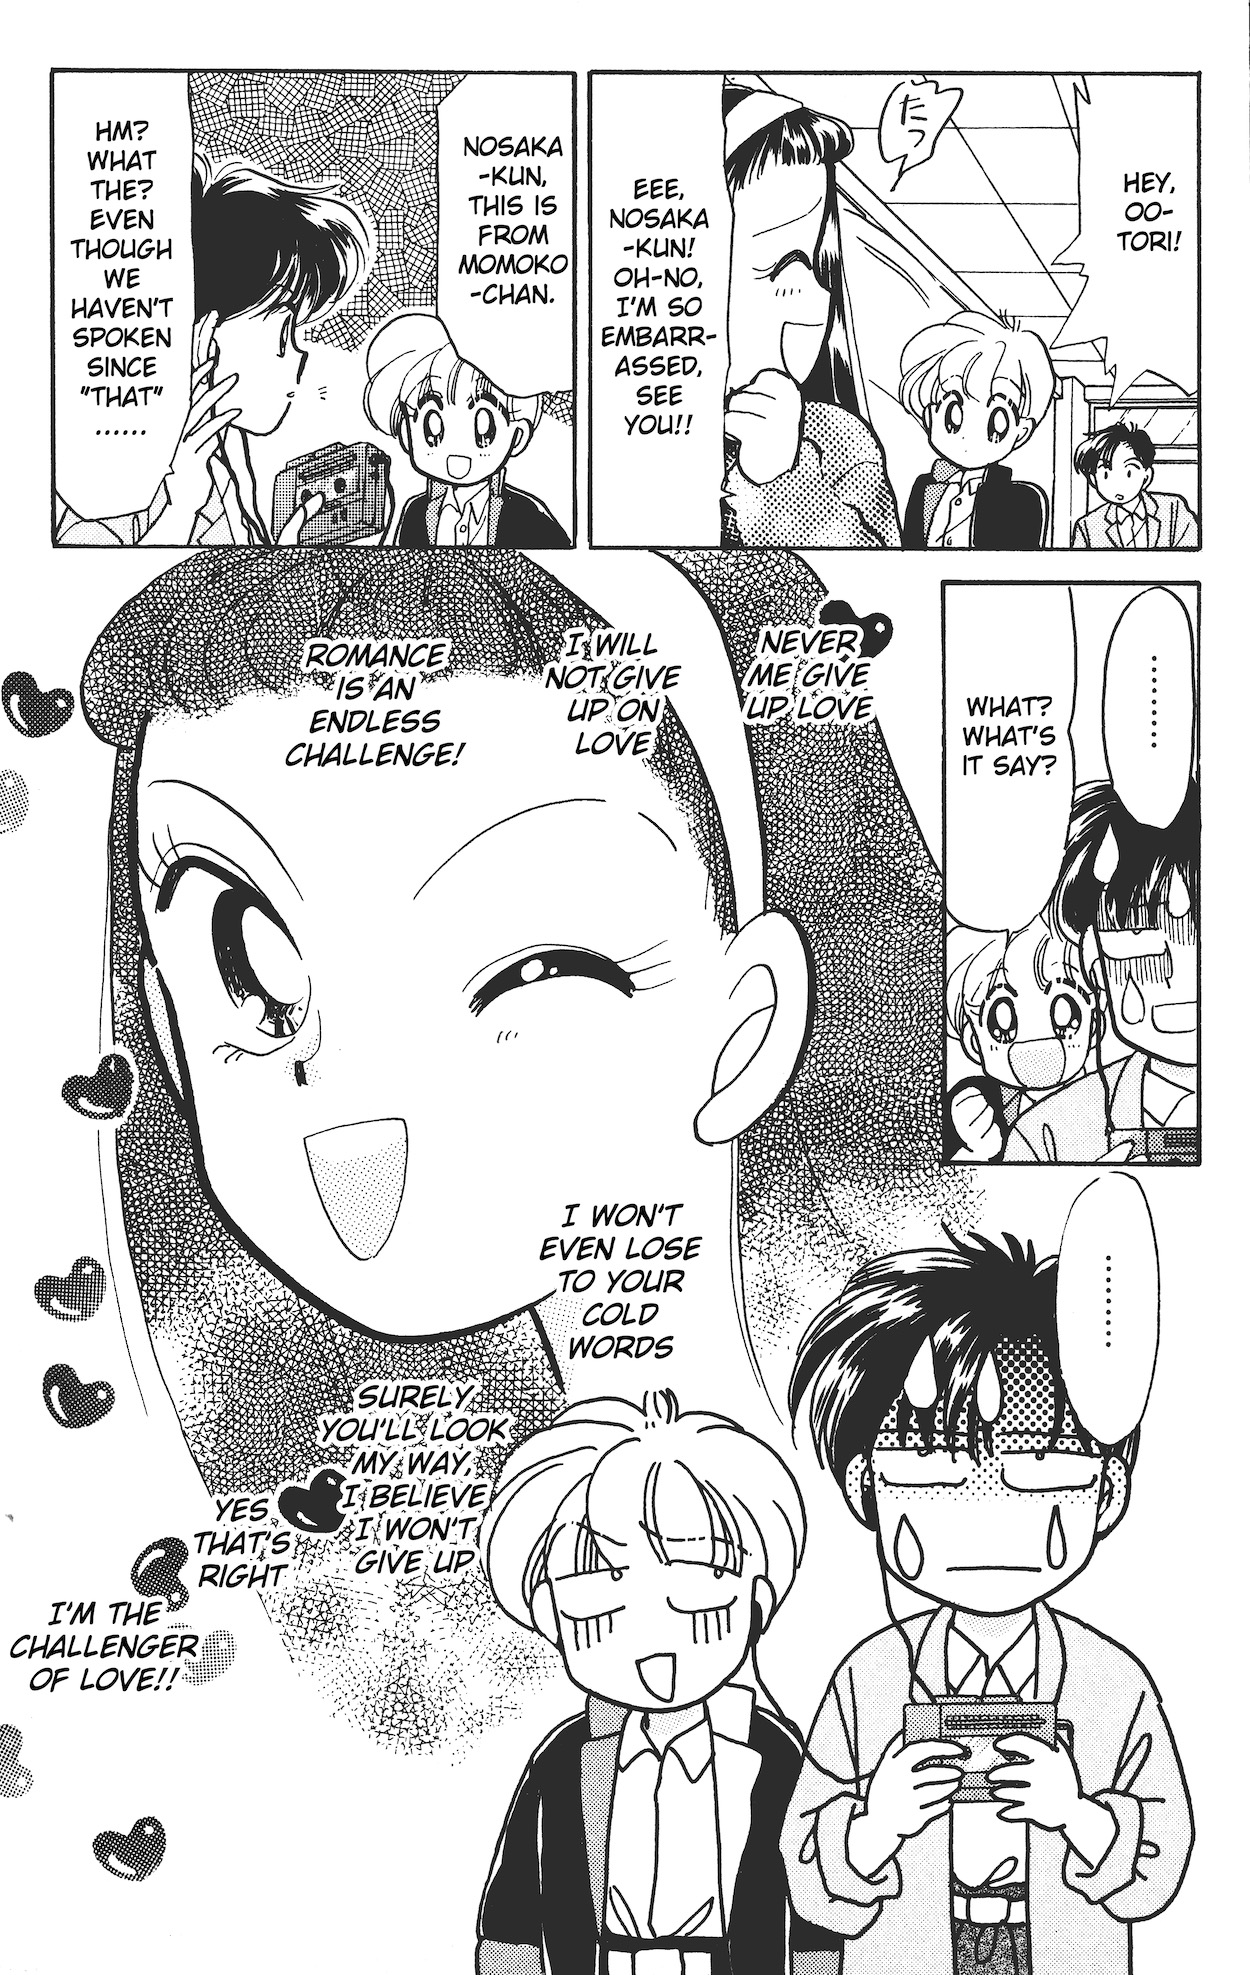 HEY,
OO-
TORI!
たっ
EEE,
NOSAKA
-KUN!
OH-NO,
I'M SO
EMBARR-
ASSED,
SEE
YOU!!
NOSAKA
-KUN,
THIS IS
FROM
MOMOKO
-CHAN.
HM?
WHAT
THE?
EVEN
THOUGH
WE
HAVEN'T
SPOKEN
SINCE
"THAT"
......
........
WHAT?
WHAT'S
IT SAY?
NEVER
ME GIVE
UP LOVE
I WILL
NOT GIVE
UP ON
LOVE
ROMANCE
IS AN
ENDLESS
CHALLENGE!
........
I WON'T
EVEN LOSE
TO YOUR
COLD
WORDS
SURELY
YOU'LL LOOK
MY WAY,
I BELIEVE
I WON'T
GIVE UP
YES
THAT'S
RIGHT
I'M THE
CHALLENGER
OF LOVE!!